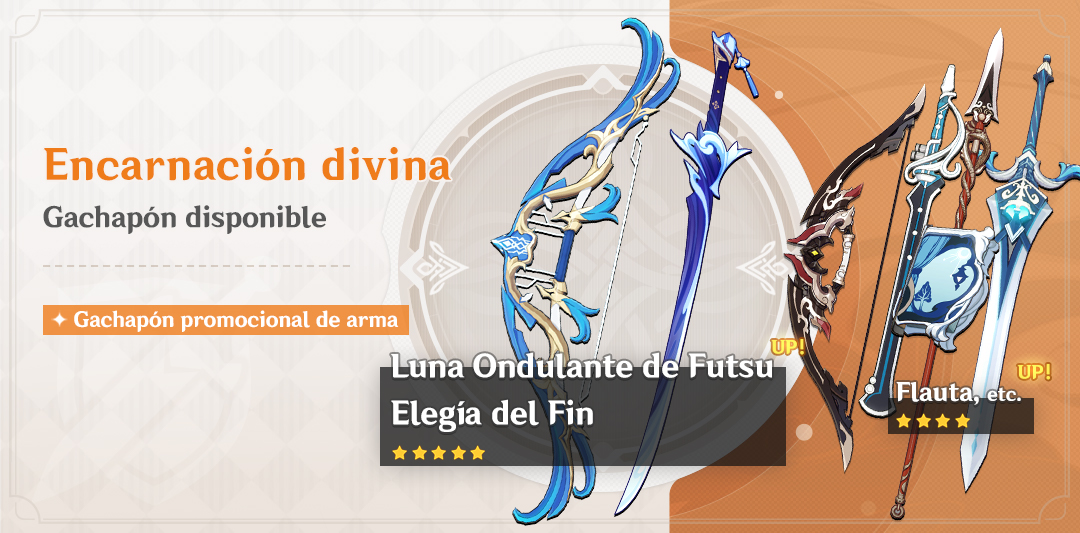 Encarnación divina
Gachapón disponible
✦ Gachapón promocional de arma
Luna Ondulante de Futsu
Elegía del Fin
UP!
Flauta, etc.
UP!